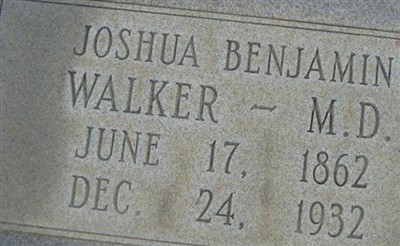 JOSHUA BENJAMIN
WALKER ~ M.D.
JUNE 17, 1862
DEC. 24, 1932